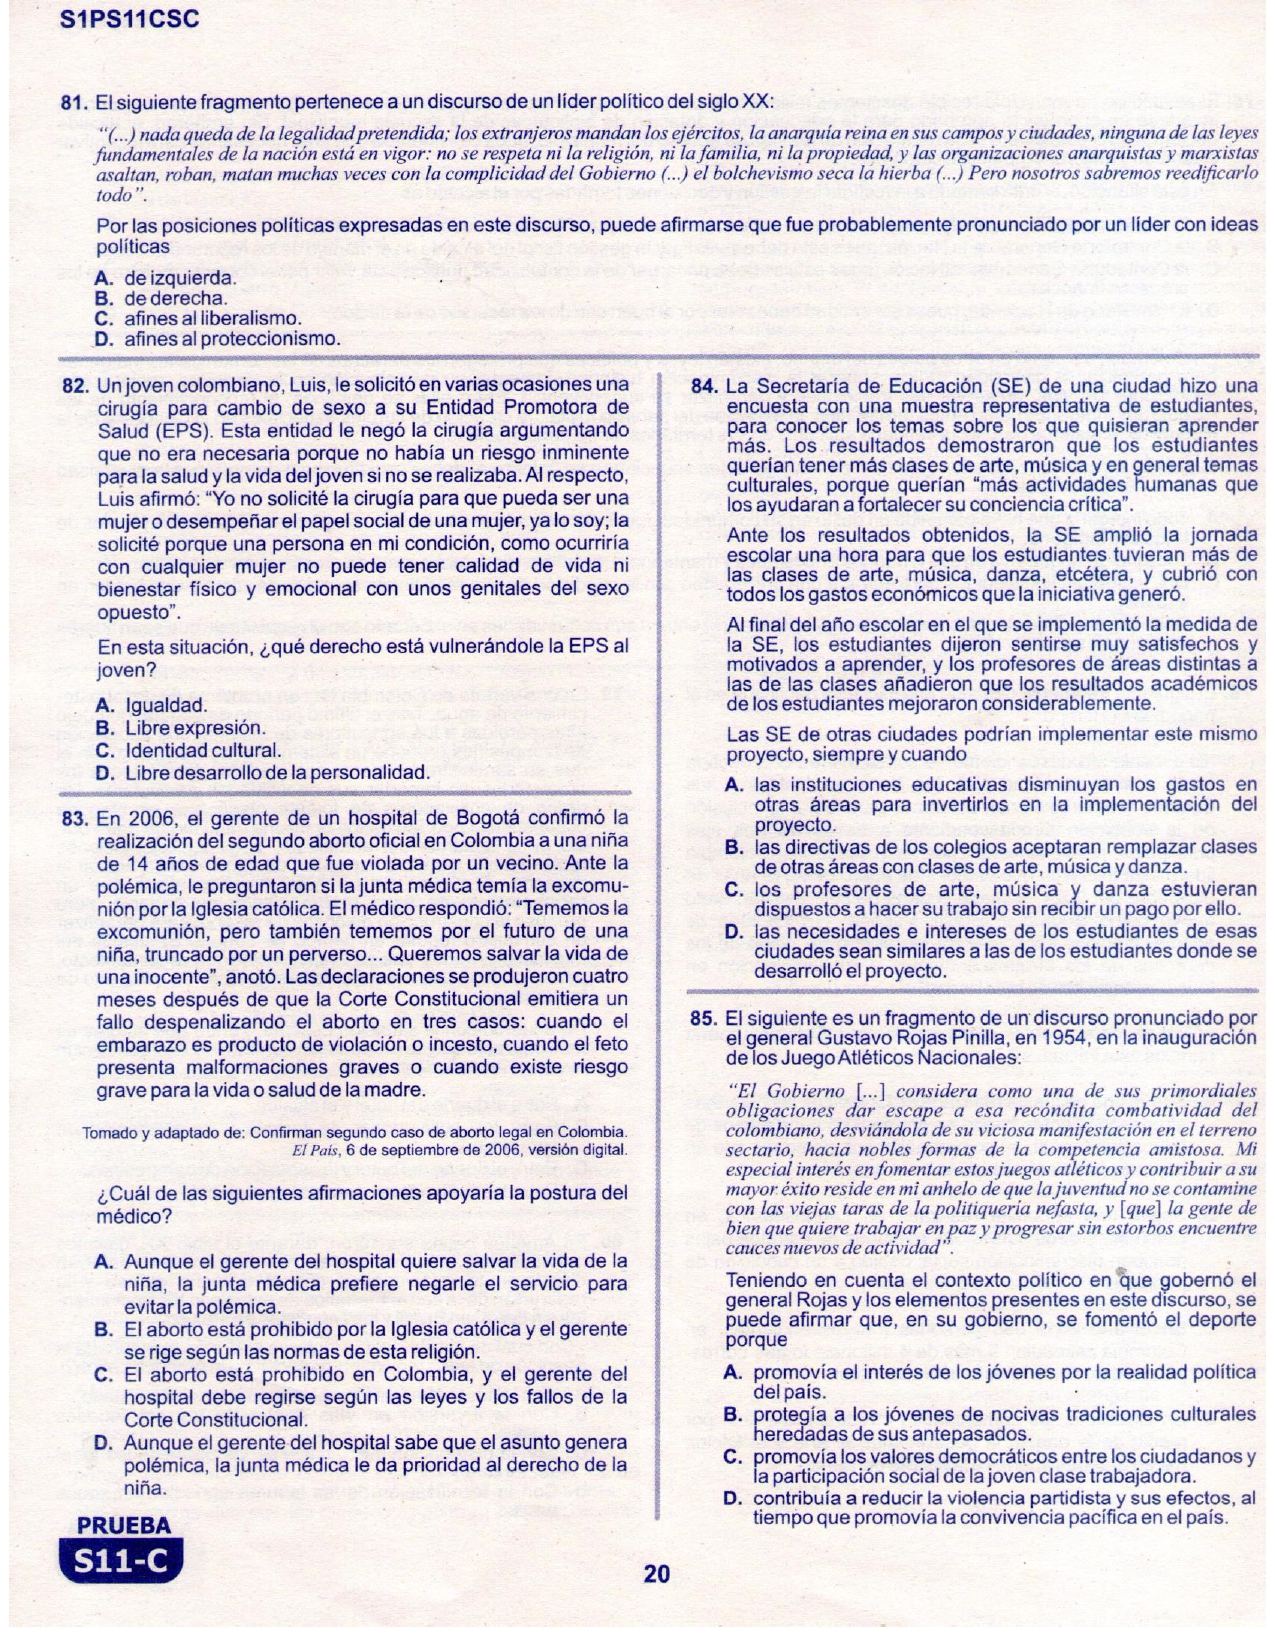 S1PS11CSC
81. El siguiente fragmento pertenece a un discurso de un líder político del siglo XX:
“(...) nada queda de la legalidad pretendida; los extranjeros mandan los ejércitos, la anarquía reina en sus campos y ciudades, ninguna de las leyes
fundamentales de la nación está en vigor: no se respeta ni la religión, ni la familia, ni la propiedad, y las organizaciones anarquistas y marxistas
asaltan, roban, matan muchas veces con la complicidad del Gobierno (...) el bolchevismo seca la hierba (...) Pero nosotros sabremos reedificarlo
todo”.
Por las posiciones políticas expresadas en este discurso, puede afirmarse que fue probablemente pronunciado por un líder con ideas
políticas
A. de izquierda.
B. de derecha.
C. afines al liberalismo.
D. afines al proteccionismo.
82. Un joven colombiano, Luis, le solicitó en varias ocasiones una
cirugía para cambio de sexo a su Entidad Promotora de
Salud (EPS). Esta entidad le negó la cirugía argumentando
que no era necesaria porque no había un riesgo inminente
para la salud y la vida del joven si no se realizaba. Al respecto,
Luis afirmó: “Yo no solicité la cirugía para que pueda ser una
mujer o desempeñar el papel social de una mujer, ya lo soy; la
solicité porque una persona en mi condición, como ocurriría
con cualquier mujer no puede tener calidad de vida ni
bienestar físico y emocional con unos genitales del sexo
opuesto”.
En esta situación, ¿qué derecho está vulnerándole la EPS al
joven?
A. Igualdad.
B. Libre expresión.
C. Identidad cultural.
D. Libre desarrollo de la personalidad.
83. En 2006, el gerente de un hospital de Bogotá confirmó la
realización del segundo aborto oficial en Colombia a una niña
de 14 años de edad que fue violada por un vecino. Ante la
polémica, le preguntaron si la junta médica temía la excomu-
nión por la Iglesia católica. El médico respondió: “Tememos la
excomunión, pero también tememos por el futuro de una
niña, truncado por un perverso... Queremos salvar la vida de
una inocente”, anotó. Las declaraciones se produjeron cuatro
meses después de que la Corte Constitucional emitiera un
fallo despenalizando el aborto en tres casos: cuando el
embarazo es producto de violación o incesto, cuando el feto
presenta malformaciones graves o cuando existe riesgo
grave para la vida o salud de la madre.
Tomado y adaptado de: Confirman segundo caso de aborto legal en Colombia.
El País, 6 de septiembre de 2006, versión digital.
¿Cuál de las siguientes afirmaciones apoyaría la postura del
médico?
A. Aunque el gerente del hospital quiere salvar la vida de la
niña, la junta médica prefiere negarle el servicio para
evitar la polémica.
B. El aborto está prohibido por la Iglesia católica y el gerente
se rige según las normas de esta religión.
C. El aborto está prohibido en Colombia, y el gerente del
hospital debe regirse según las leyes y los fallos de la
Corte Constitucional.
D. Aunque el gerente del hospital sabe que el asunto genera
polémica, la junta médica le da prioridad al derecho de la
niña.
84. La Secretaría de Educación (SE) de una ciudad hizo una
encuesta con una muestra representativa de estudiantes,
para conocer los temas sobre los que quisieran aprender
más. Los resultados demostraron que los estudiantes
querían tener más clases de arte, música y en general temas
culturales, porque querían “más actividades humanas que
los ayudaran a fortalecer su conciencia crítica”.
Ante los resultados obtenidos, la SE amplió la jornada
escolar una hora para que los estudiantes tuvieran más de
las clases de arte, música, danza, etcétera, y cubrió con
todos los gastos económicos que la iniciativa generó.
Al final del año escolar en el que se implementó la medida de
la SE, los estudiantes dijeron sentirse muy satisfechos y
motivados a aprender, y los profesores de áreas distintas a
las de las clases añadieron que los resultados académicos
de los estudiantes mejoraron considerablemente.
Las SE de otras ciudades podrían implementar este mismo
proyecto, siempre y cuando
A. las instituciones educativas disminuyan los gastos en
otras áreas para invertirlos en la implementación del
proyecto.
B. las directivas de los colegios aceptaran remplazar clases
de otras áreas con clases de arte, música y danza.
C. los profesores de arte, música y danza estuvieran
dispuestos a hacer su trabajo sin recibir un pago por ello.
D. las necesidades e intereses de los estudiantes de esas
ciudades sean similares a las de los estudiantes donde se
desarrolló el proyecto.
85. El siguiente es un fragmento de un discurso pronunciado por
el general Gustavo Rojas Pinilla, en 1954, en la inauguración
de los Juego Atléticos Nacionales:
“El Gobierno [...] considera como una de sus primordiales
obligaciones dar escape a esa recóndita combatividad del
colombiano, desviándola de su viciosa manifestación en el terreno
sectario, hacia nobles formas de la competencia amistosa. Mi
especial interés en fomentar estos juegos atléticos y contribuir a su
mayor éxito reside en mi anhelo de que la juventud no se contamine
con las viejas taras de la politiquería nefasta, y [que] la gente de
bien que quiere trabajar en paz y progresar sin estorbos encuentre
cauces nuevos de actividad”.
Teniendo en cuenta el contexto político en que gobernó el
general Rojas y los elementos presentes en este discurso, se
puede afirmar que, en su gobierno, se fomentó el deporte
porque
A. promovía el interés de los jóvenes por la realidad política
del país.
B. protegía a los jóvenes de nocivas tradiciones culturales
heredadas de sus antepasados.
C. promovía los valores democráticos entre los ciudadanos y
la participación social de la joven clase trabajadora.
D. contribuía a reducir la violencia partidista y sus efectos, al
tiempo que promovía la convivencia pacífica en el país.
PRUEBA
S11-C
20